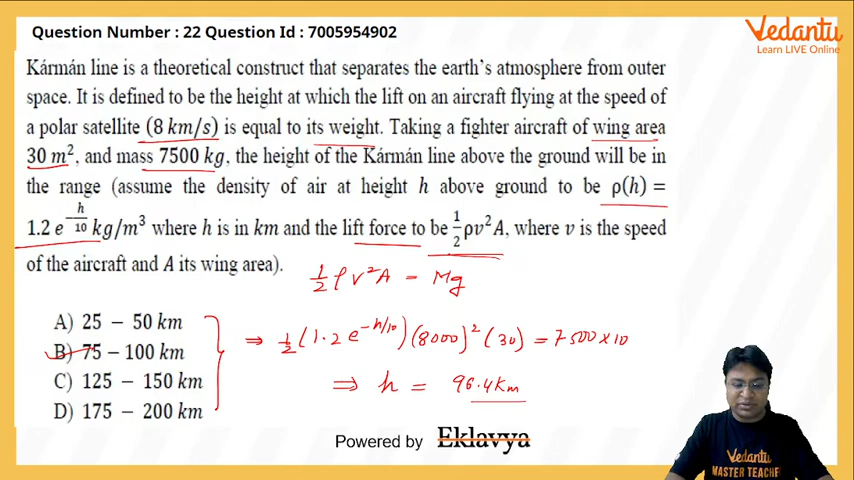 Question Number : 22 Question Id : 7005954902
Vedantu
Learn LIVE Online
Kármán line is a theoretical construct that separates the earth's atmosphere from outer
space. It is defined to be the height at which the lift on an aircraft flying at the speed of
a polar satellite (8 km/s) is equal to its weight. Taking a fighter aircraft of wing area
30 m², and mass 7500 kg, the height of the Kármán line above the ground will be in
the range (assume the density of air at height h above ground to be ρ(h) =
1.2 e^{-h/10} kg/m³ where h is in km and the lift force to be ½ρv²A, where v is the speed
of the aircraft and A its wing area).
½ ρ v² A = Mg
A) 25 – 50 km
B) 75 – 100 km
C) 125 – 150 km
D) 175 – 200 km
⇒ ½ (1.2 e^{-h/10}) (8000)² (30) = 7500 × 10
⇒ h = 96.4 Km
Powered by Eklavya
Vedantu
MASTER TEACHER